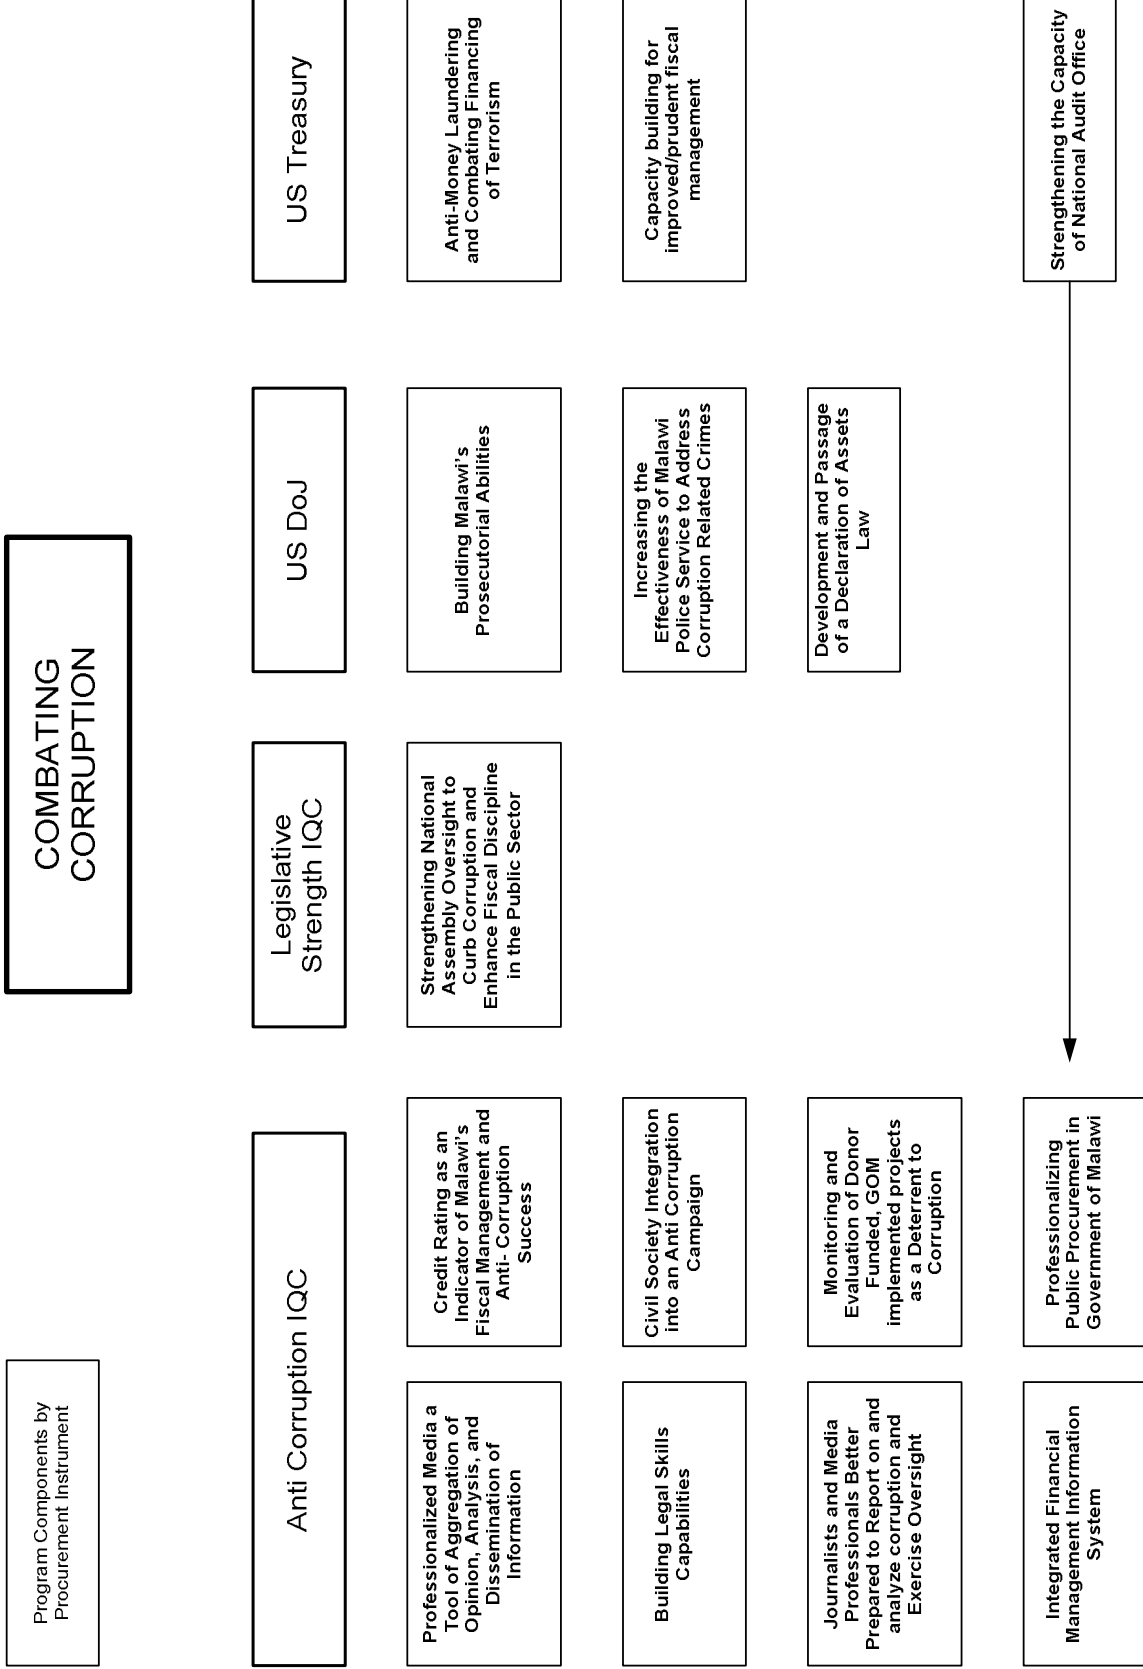 Program Components by
Procurement Instrument
COMBATING
CORRUPTION
Anti Corruption IQC
Legislative
Strength IQC
US DoJ
US Treasury
Professionalized Media a
Tool of Aggregation of
Opinion, Analysis, and
Dissemination of
Information
Credit Rating as an
Indicator of Malawi’s
Fiscal Management and
Anti- Corruption
Success
Strengthening National
Assembly Oversight to
Curb Corruption and
Enhance Fiscal Discipline
in the Public Sector
Building Malawi’s
Prosecutorial Abilities
Anti-Money Laundering
and Combating Financing
of Terrorism
Building Legal Skills
Capabilities
Civil Society Integration
into an Anti Corruption
Campaign
Increasing the
Effectiveness of Malawi
Police Service to Address
Corruption Related Crimes
Capacity building for
improved/prudent fiscal
management
Journalists and Media
Professionals Better
Prepared to Report on and
analyze corruption and
Exercise Oversight
Monitoring and
Evaluation of Donor
Funded, GOM
implemented projects
as a Deterrent to
Corruption
Development and Passage
of a Declaration of Assets
Law
Integrated Financial
Management Information
System
Professionalizing
Public Procurement in
Government of Malawi
Strengthening the Capacity
of National Audit Office